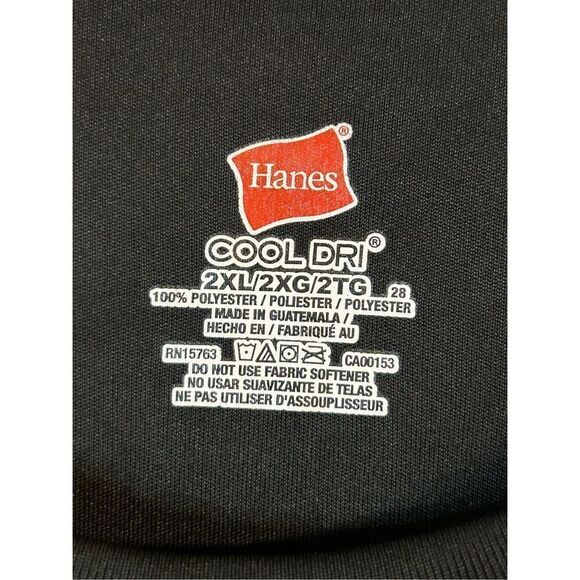 Hanes®
COOL DRI®
2XL/2XG/2TG 28
100% POLYESTER / POLIESTER / POLYESTER
MADE IN GUATEMALA /
HECHO EN / FABRIQUÉ AU
RN15763 CA00153
DO NOT USE FABRIC SOFTENER
NO USAR SUAVIZANTE DE TELAS
NE PAS UTILISER D'ASSOUPLISSEUR